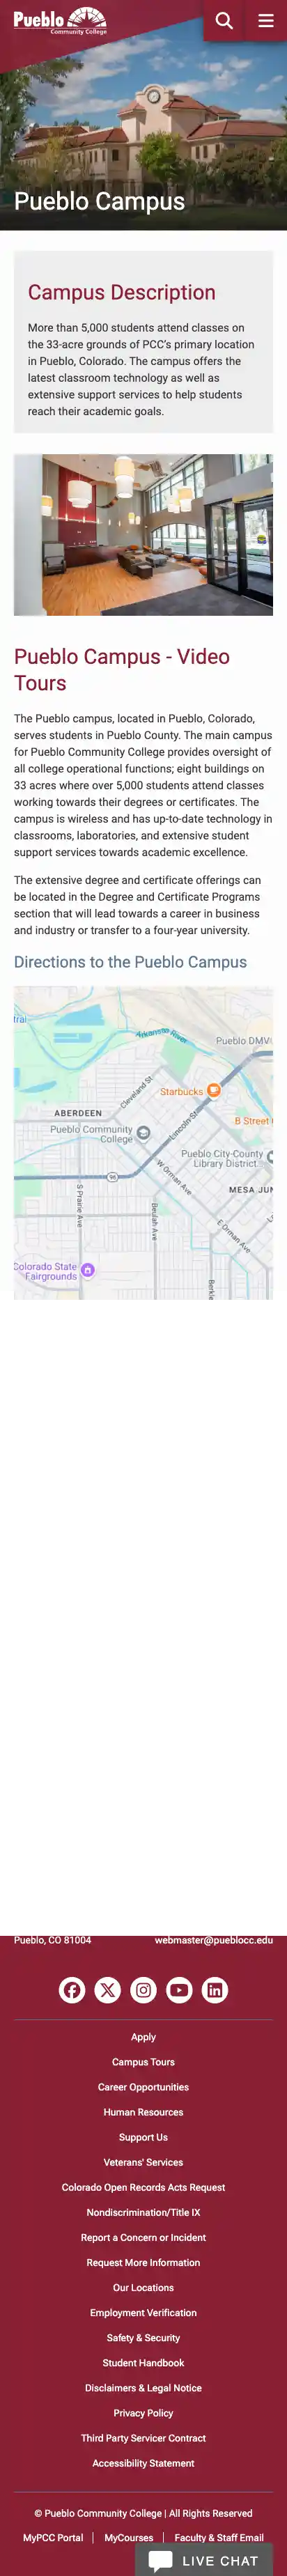 Pueblo
Community College
Pueblo Campus
Campus Description
More than 5,000 students attend classes on
the 33-acre grounds of PCC's primary location
in Pueblo, Colorado. The campus offers the
latest classroom technology as well as
extensive support services to help students
reach their academic goals.
Pueblo Campus - Video
Tours
The Pueblo campus, located in Pueblo, Colorado,
serves students in Pueblo County. The main campus
for Pueblo Community College provides oversight of
all college operational functions; eight buildings on
33 acres where over 5,000 students attend classes
working towards their degrees or certificates. The
campus is wireless and has up-to-date technology in
classrooms, laboratories, and extensive student
support services towards academic excellence.
The extensive degree and certificate offerings can
be located in the Degree and Certificate Programs
section that will lead towards a career in business
and industry or transfer to a four-year university.
Directions to the Pueblo Campus
tral
Arkansas River
Pueblo DMV
Starbucks
Cleveland St
ABERDEEN
Lincoln St
B Street
Pueblo Community
College
Pueblo City-County
Library District
W Orman Ave
96
MESA JUN
S Prairie Ave
Beulah Ave
E Orman Ave
Colorado State
Fairgrounds
Berkle
Pueblo, CO 81004
webmaster@pueblocc.edu
Apply
Campus Tours
Career Opportunities
Human Resources
Support Us
Veterans' Services
Colorado Open Records Acts Request
Nondiscrimination/Title IX
Report a Concern or Incident
Request More Information
Our Locations
Employment Verification
Safety & Security
Student Handbook
Disclaimers & Legal Notice
Privacy Policy
Third Party Servicer Contract
Accessibility Statement
© Pueblo Community College | All Rights Reserved
MyPCC Portal | MyCourses | Faculty & Staff Email
LIVE CHAT